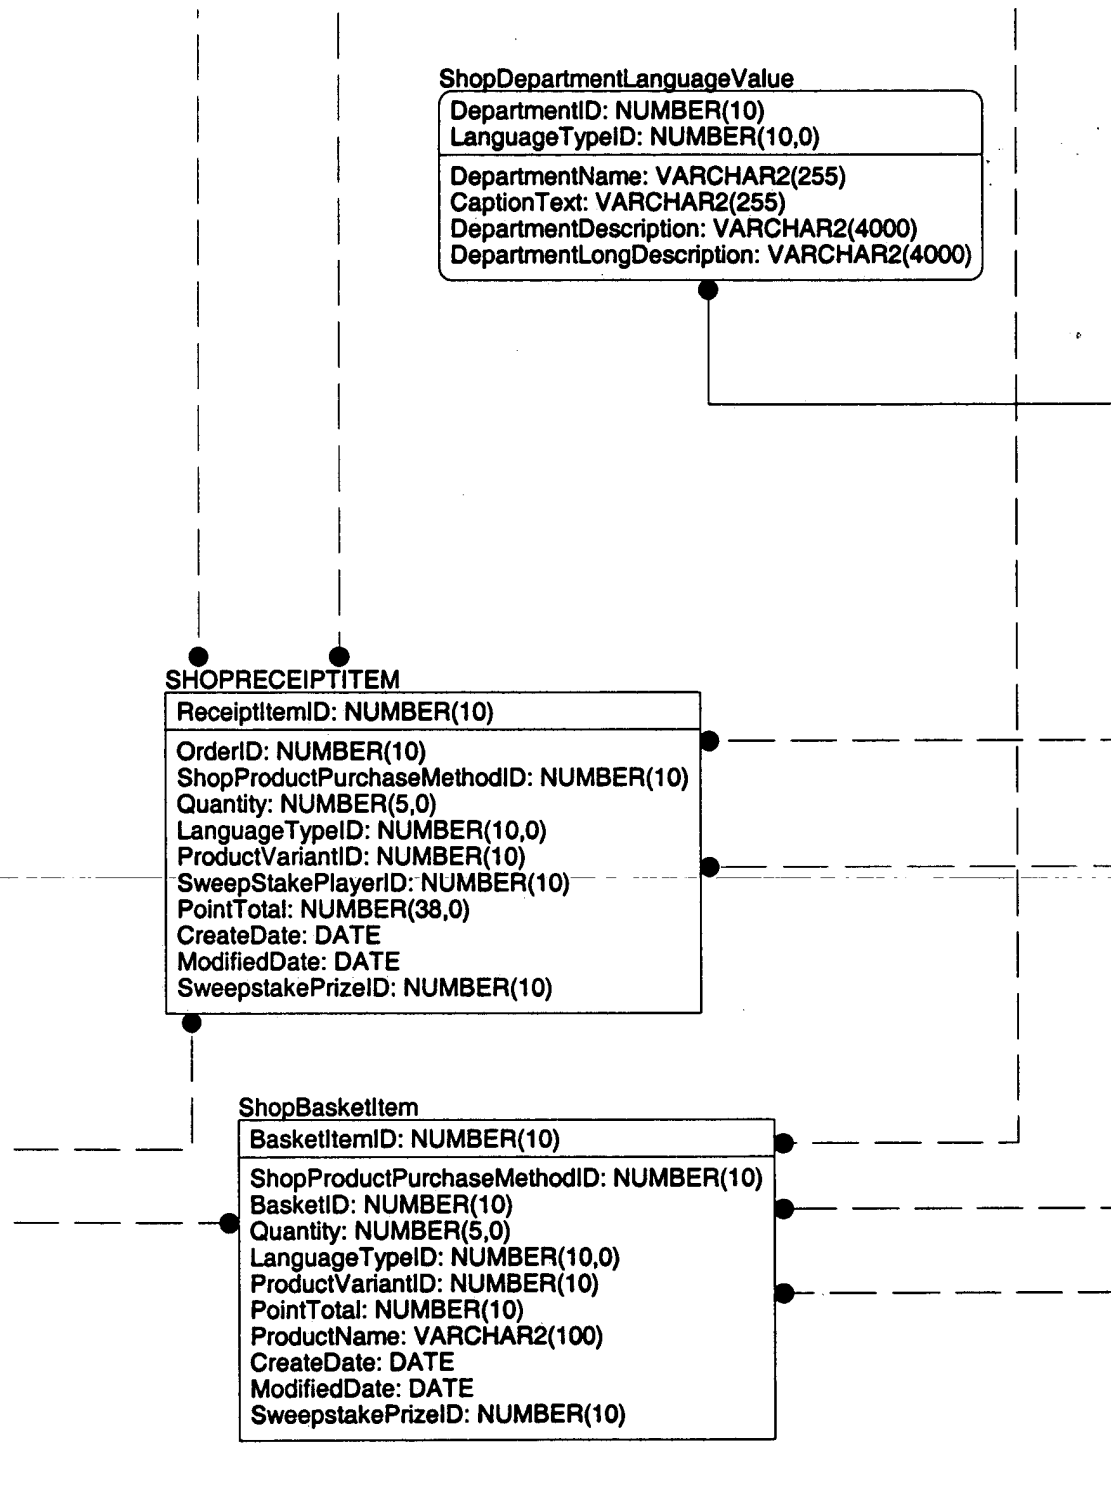 ShopDepartmentLanguageValue
DepartmentID: NUMBER(10)
LanguageTypeID: NUMBER(10,0)
DepartmentName: VARCHAR2(255)
CaptionText: VARCHAR2(255)
DepartmentDescription: VARCHAR2(4000)
DepartmentLongDescription: VARCHAR2(4000)
SHOPRECEIPTITEM
ReceiptItemID: NUMBER(10)
OrderID: NUMBER(10)
ShopProductPurchaseMethodID: NUMBER(10)
Quantity: NUMBER(5,0)
LanguageTypeID: NUMBER(10,0)
ProductVariantID: NUMBER(10)
SweepStakePlayerID: NUMBER(10)
PointTotal: NUMBER(38,0)
CreateDate: DATE
ModifiedDate: DATE
SweepstakePrizeID: NUMBER(10)
ShopBasketItem
BasketItemID: NUMBER(10)
ShopProductPurchaseMethodID: NUMBER(10)
BasketID: NUMBER(10)
Quantity: NUMBER(5,0)
LanguageTypeID: NUMBER(10,0)
ProductVariantID: NUMBER(10)
PointTotal: NUMBER(10)
ProductName: VARCHAR2(100)
CreateDate: DATE
ModifiedDate: DATE
SweepstakePrizeID: NUMBER(10)